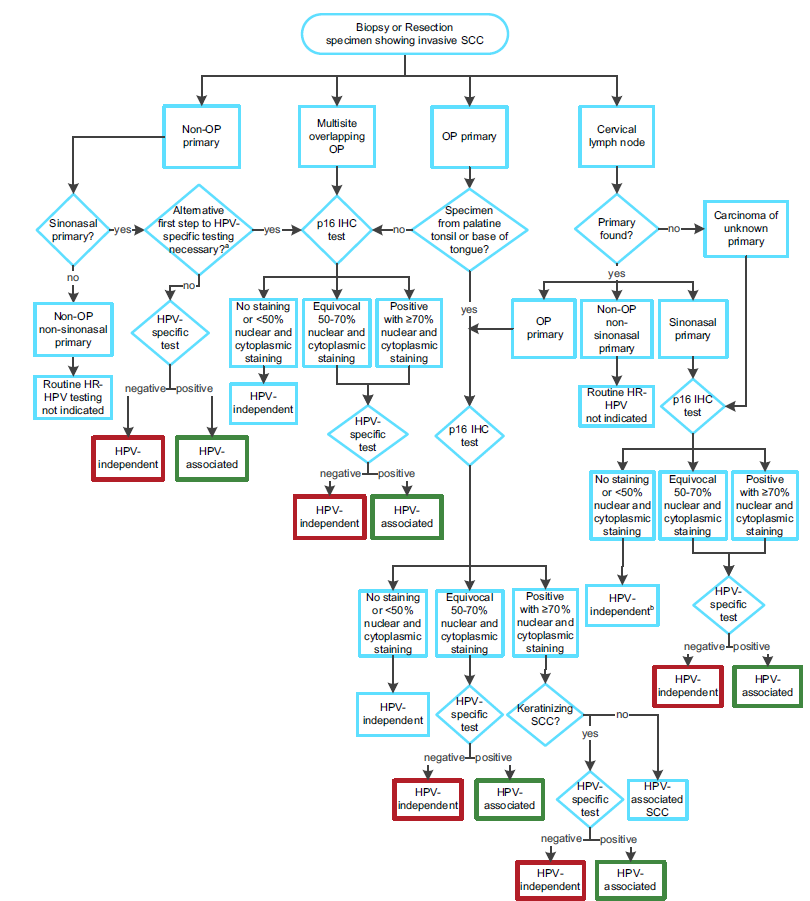 Biopsy or Resection
specimen showing invasive SCC
Non-OP
primary
Multisite
overlapping
OP
OP primary
Cervical
lymph node
Sinonasal
primary?
yes
Alternative
first step to HPV-
specific testing
necessary?a
yes
p16 IHC
test
no
Specimen
from palatine
tonsil or base of
tongue?
Primary
found?
no
Carcinoma of
unknown
primary
no
no
yes
yes
Non-OP
non-sinonasal
primary
HPV-
specific
test
No staining
or <50%
nuclear and
cytoplasmic
staining
Equivocal
50-70%
nuclear and
cytoplasmic
staining
Positive
with ≥70%
nuclear and
cytoplasmic
staining
OP
primary
Non-OP
non-
sinonasal
primary
Sinonasal
primary
Routine HR-
HPV testing
not indicated
negative
positive
HPV-
independent
HPV-
associated
HPV-
independent
HPV-
specific
test
negative
positive
HPV-
independent
HPV-
associated
p16 IHC
test
Routine HR-
HPV
not indicated
p16 IHC
test
No staining
or <50%
nuclear and
cytoplasmic
staining
Equivocal
50-70%
nuclear and
cytoplasmic
staining
Positive
with ≥70%
nuclear and
cytoplasmic
staining
HPV-
independentb
HPV-
specific
test
negative
positive
HPV-
independent
HPV-
associated
No staining
or <50%
nuclear and
cytoplasmic
staining
Equivocal
50-70%
nuclear and
cytoplasmic
staining
Positive
with ≥70%
nuclear and
cytoplasmic
staining
HPV-
independent
HPV-
specific
test
Keratinizing
SCC?
no
yes
negative
positive
HPV-
independent
HPV-
associated
HPV-
specific
test
HPV-
associated
SCC
negative
positive
HPV-
independent
HPV-
associated